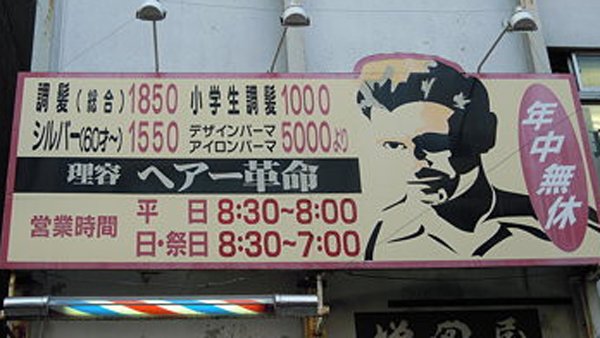 調髪(総合)1850 小学生調髪 1000
シルバー(60才~)1550 デザインパーマ アイロンパーマ 5000より
理容 ヘアー革命
営業時間
平日 8:30~8:00
日・祭日 8:30~7:00
年中無休